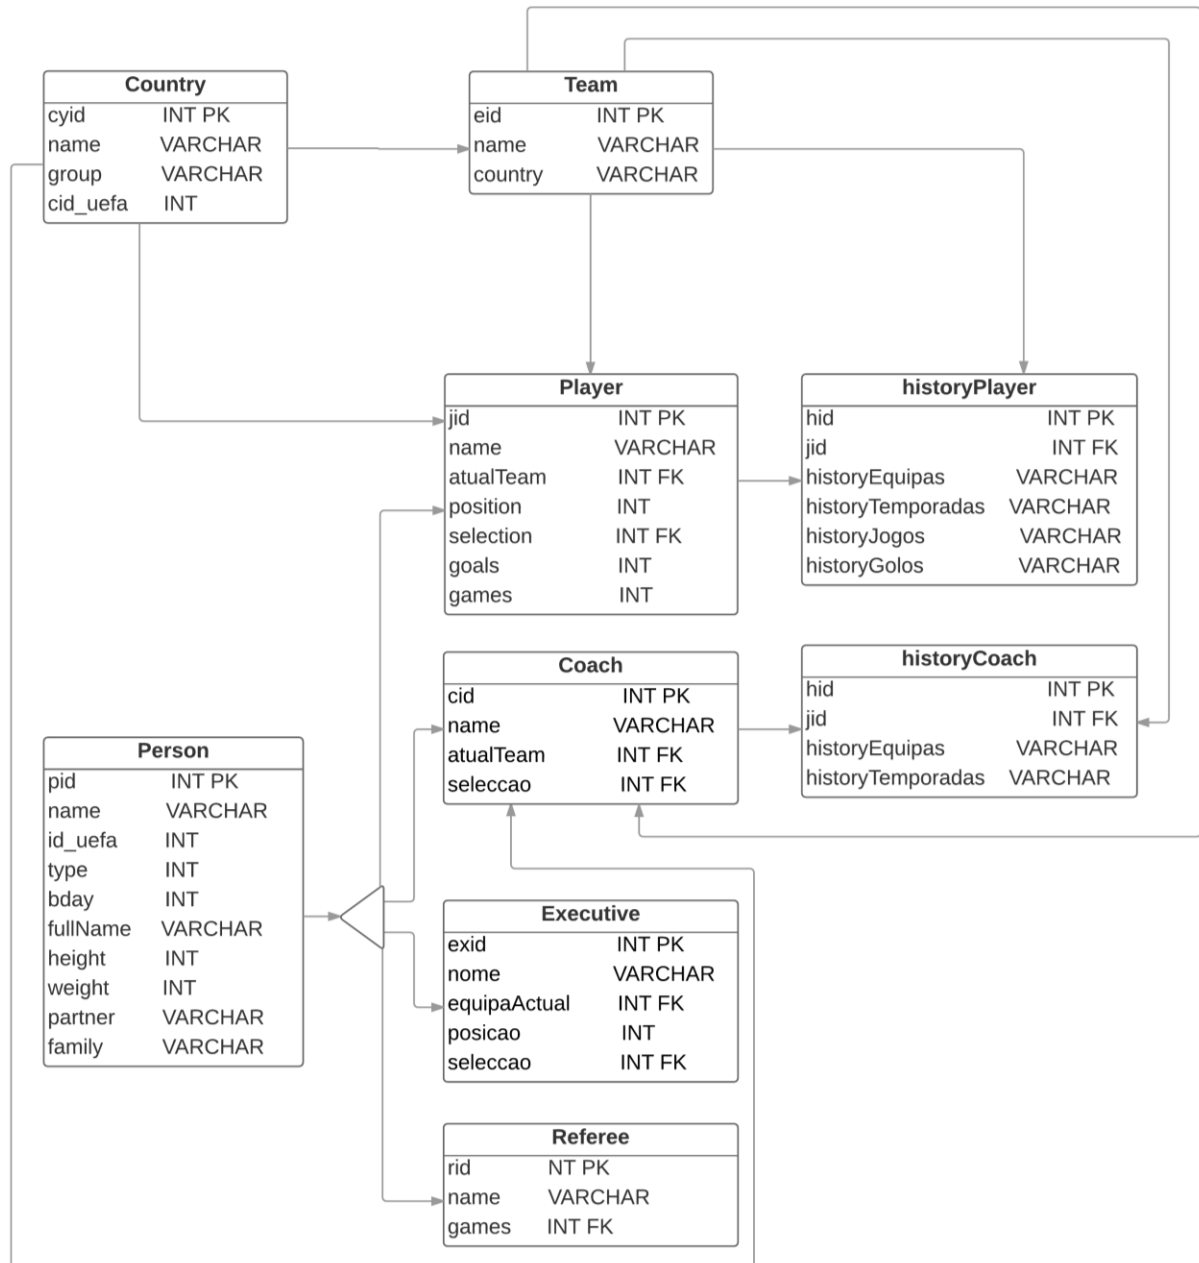 Country
cyid INT PK
name VARCHAR
group VARCHAR
cid_uefa INT
Team
eid INT PK
name VARCHAR
country VARCHAR
Player
jid INT PK
name VARCHAR
atualTeam INT FK
position INT
selection INT FK
goals INT
games INT
historyPlayer
hid INT PK
jid INT FK
historyEquipas VARCHAR
historyTemporadas VARCHAR
historyJogos VARCHAR
historyGolos VARCHAR
Coach
cid INT PK
name VARCHAR
atualTeam INT FK
seleccao INT FK
historyCoach
hid INT PK
jid INT FK
historyEquipas VARCHAR
historyTemporadas VARCHAR
Person
pid INT PK
name VARCHAR
id_uefa INT
type INT
bday INT
fullName VARCHAR
height INT
weight INT
partner VARCHAR
family VARCHAR
Executive
exid INT PK
nome VARCHAR
equipaActual INT FK
posicao INT
seleccao INT FK
Referee
rid NT PK
name VARCHAR
games INT FK